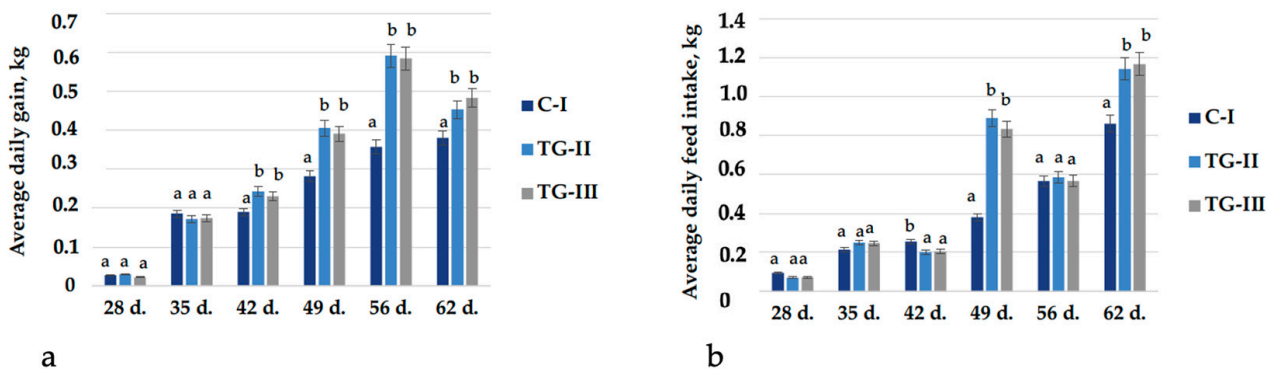 a
0.7
0.6
0.5
0.4
0.3
0.2
0.1
0
Average daily gain, kg
a a a
a a a
a b b
a b b
a b b
a b b
28 d. 35 d. 42 d. 49 d. 56 d. 62 d.
C-I
TG-II
TG-III
a
b.
1.4
1.2
1.0
0.8
0.6
0.4
0.2
0
Average daily feed intake, kg
a aa
a aa
b a a
a b b
a a a
a b b
28 d. 35 d. 42 d. 49 d. 56 d. 62 d.
C-I
TG-II
TG-III
b